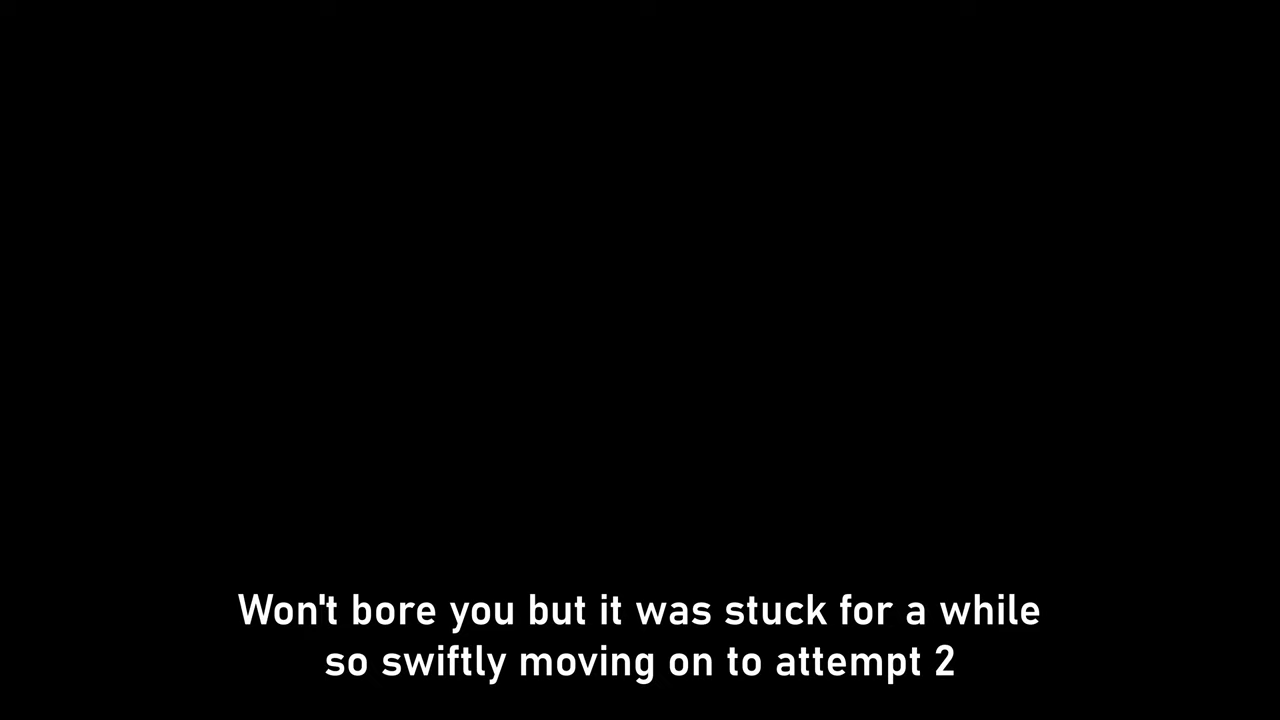 Won't bore you but it was stuck for a while
so swiftly moving on to attempt 2